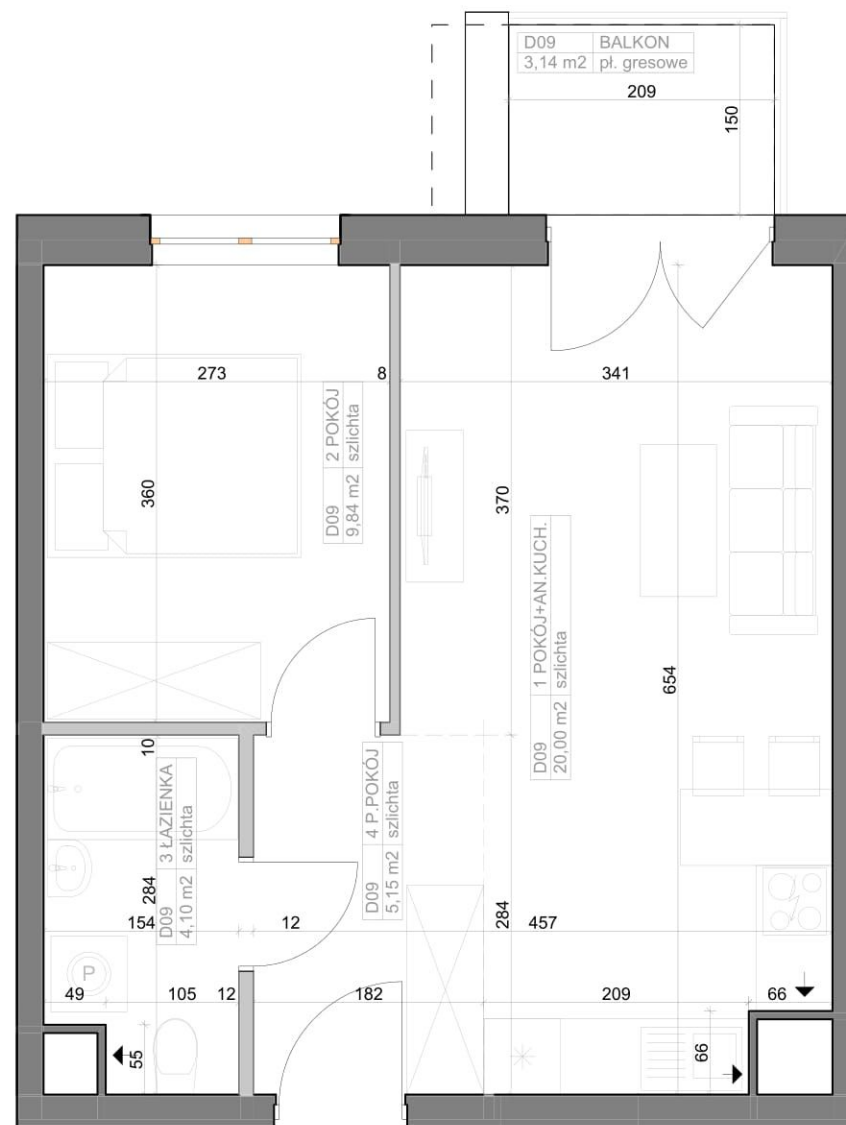 D09 BALKON
3,14 m2 pł. gresowe
209
150
273
8
341
D09 2 POKÓJ
9,84 m2 szlichta
360
370
D09 1 POKÓJ+AN.KUCH.
20,00 m2 szlichta
654
10
D09 3 ŁAZIENKA
4,10 m2 szlichta
D09 4 P.POKÓJ
5,15 m2 szlichta
284
284
154
12
457
P
49
105
12
182
209
66
55
66